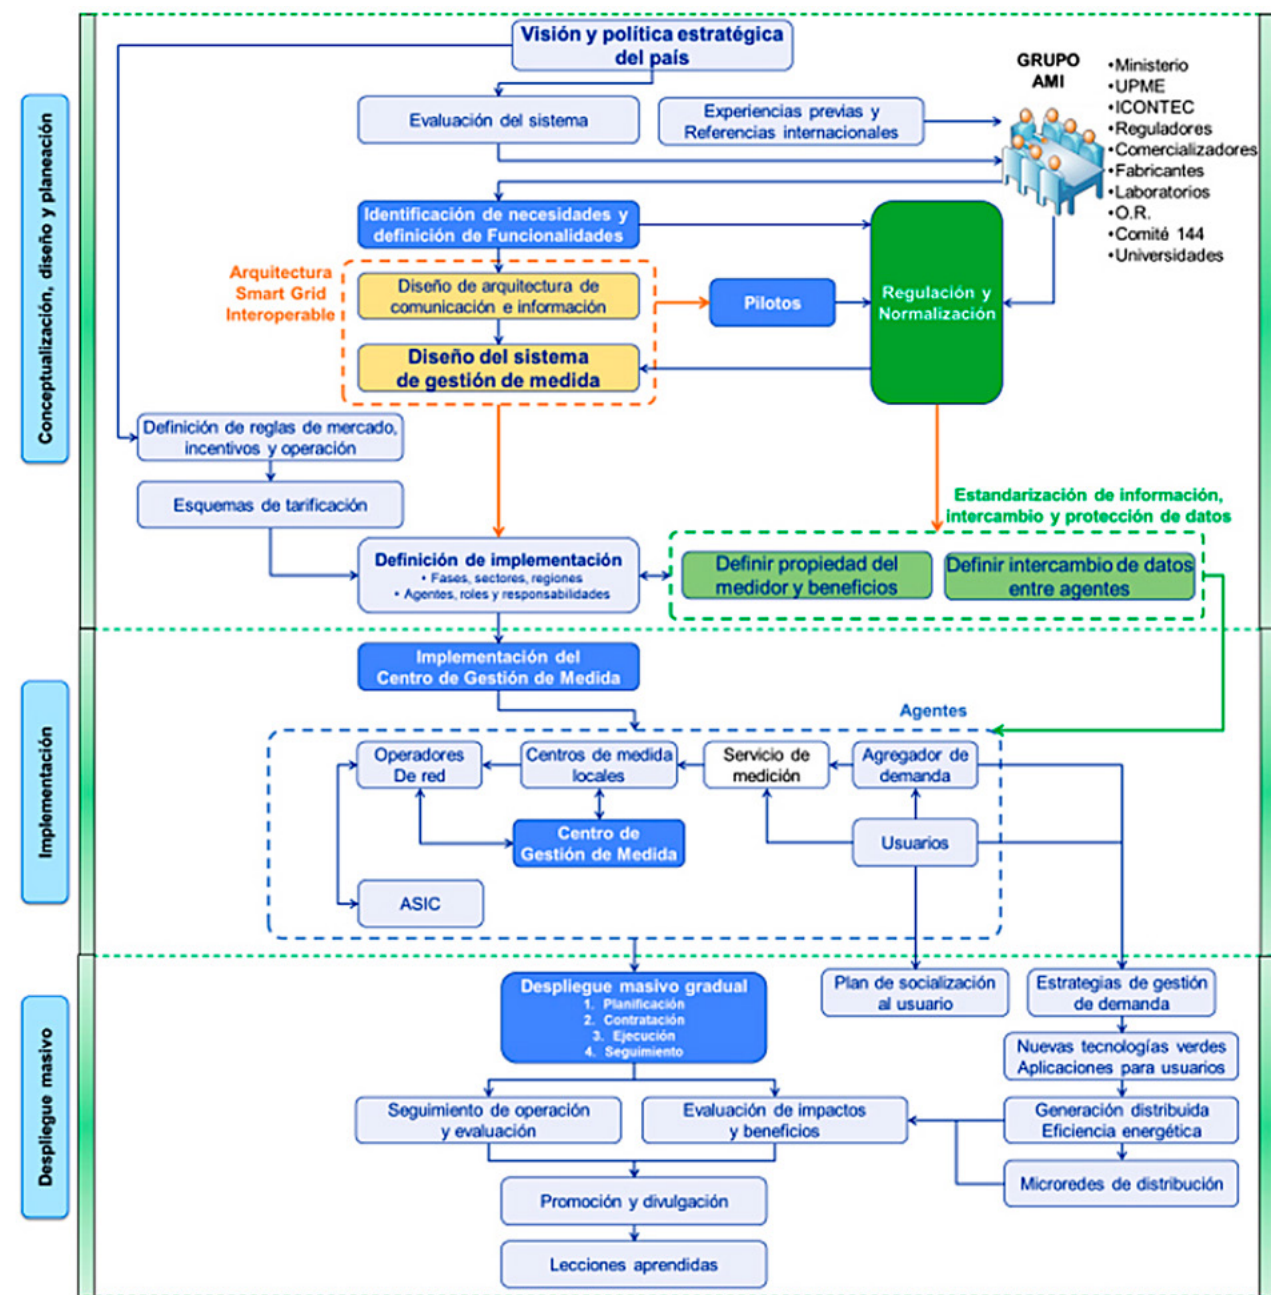 Conceptualización, diseño y planeación
Visión y política estratégica
del país
Evaluación del sistema
Experiencias previas y
Referencias internacionales
GRUPO
AMI
•Ministerio
•UPME
•ICONTEC
•Reguladores
•Comercializadores
•Fabricantes
•Laboratorios
•O.R.
•Comité 144
•Universidades
Identificación de necesidades y
definición de Funcionalidades
Arquitectura
Smart Grid
Interoperable
Diseño de arquitectura de
comunicación e información
Diseño del sistema
de gestión de medida
Pilotos
Regulación y
Normalización
Definición de reglas de mercado,
incentivos y operación
Esquemas de tarificación
Estandarización de información,
intercambio y protección de datos
Definición de implementación
• Fases, sectores, regiones
• Agentes, roles y responsabilidades
Definir propiedad del
medidor y beneficios
Definir intercambio de datos
entre agentes
Implementación
Implementación del
Centro de Gestión de Medida
Agentes
Operadores
De red
Centros de medida
locales
Servicio de
medición
Agregador de
demanda
Centro de
Gestión de Medida
Usuarios
ASIC
Despliegue masivo
Despliegue masivo gradual
1. Planificación
2. Contratación
3. Ejecución
4. Seguimiento
Plan de socialización
al usuario
Estrategias de gestión
de demanda
Nuevas tecnologías verdes
Aplicaciones para usuarios
Seguimiento de operación
y evaluación
Evaluación de impactos
y beneficios
Generación distribuida
Eficiencia energética
Microredes de distribución
Promoción y divulgación
Lecciones aprendidas